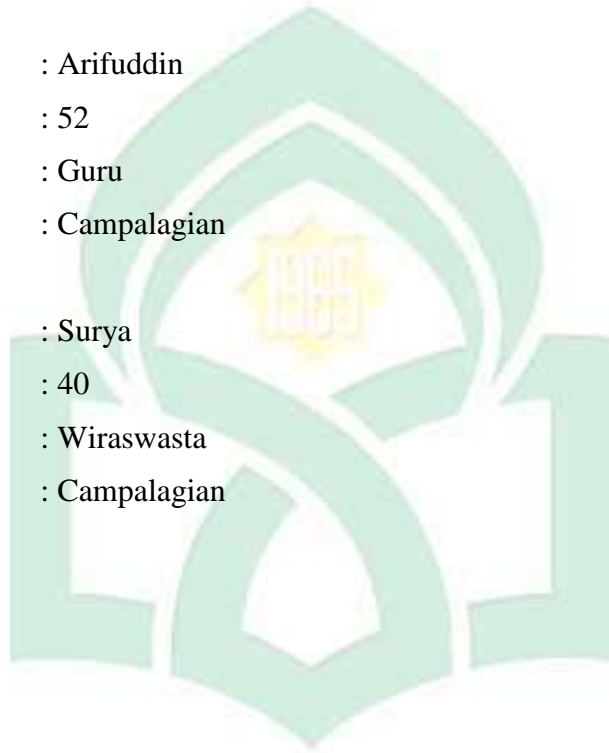 : Arifuddin
: 52
: Guru
: Campalagian
: Surya
: 40
: Wiraswasta
: Campalagian